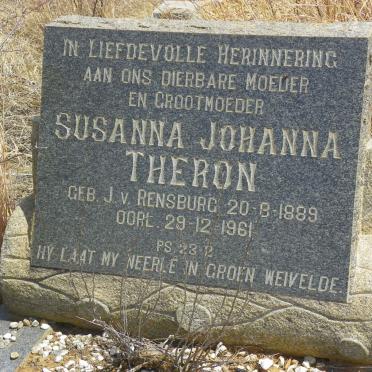 IN LIEFDEVOLLE HERINNERING
AAN ONS DIERBARE MOEDER
EN GROOTMOEDER
SUSANNA JOHANNA
THERON
GEB. J. V. RENSBURG 20-8-1889
OORL. 29-12-1961
PS 23:2
HY LAAT MY NEERLÊ IN GROEN WEIVELDE